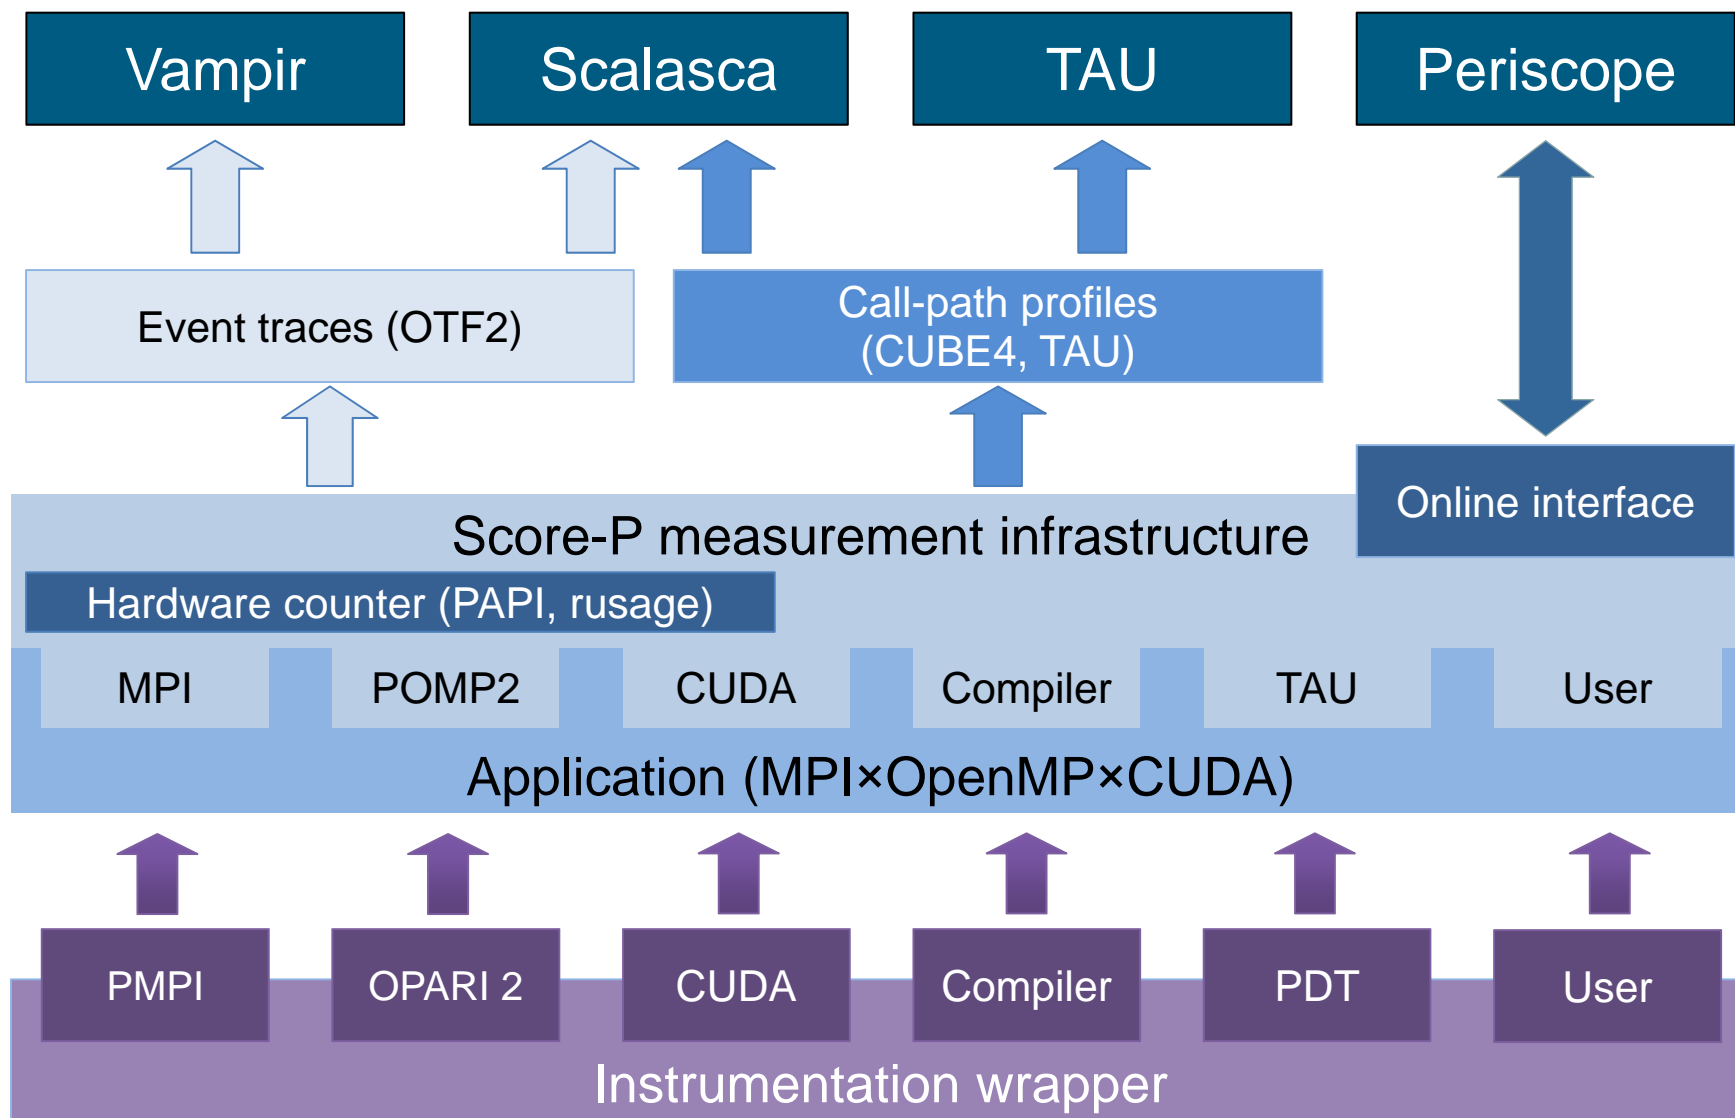 Vampir
Scalasca
TAU
Periscope
Event traces (OTF2)
Call-path profiles
(CUBE4, TAU)
Online interface
Score-P measurement infrastructure
Hardware counter (PAPI, rusage)
MPI
POMP2
CUDA
Compiler
TAU
User
Application (MPI×OpenMP×CUDA)
PMPI
OPARI 2
CUDA
Compiler
PDT
User
Instrumentation wrapper